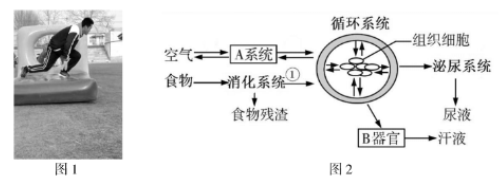 循环系统
组织细胞
空气
A系统
食物
消化系统
①
泌尿系统
食物残渣
尿液
B器官
汗液
图1
图2